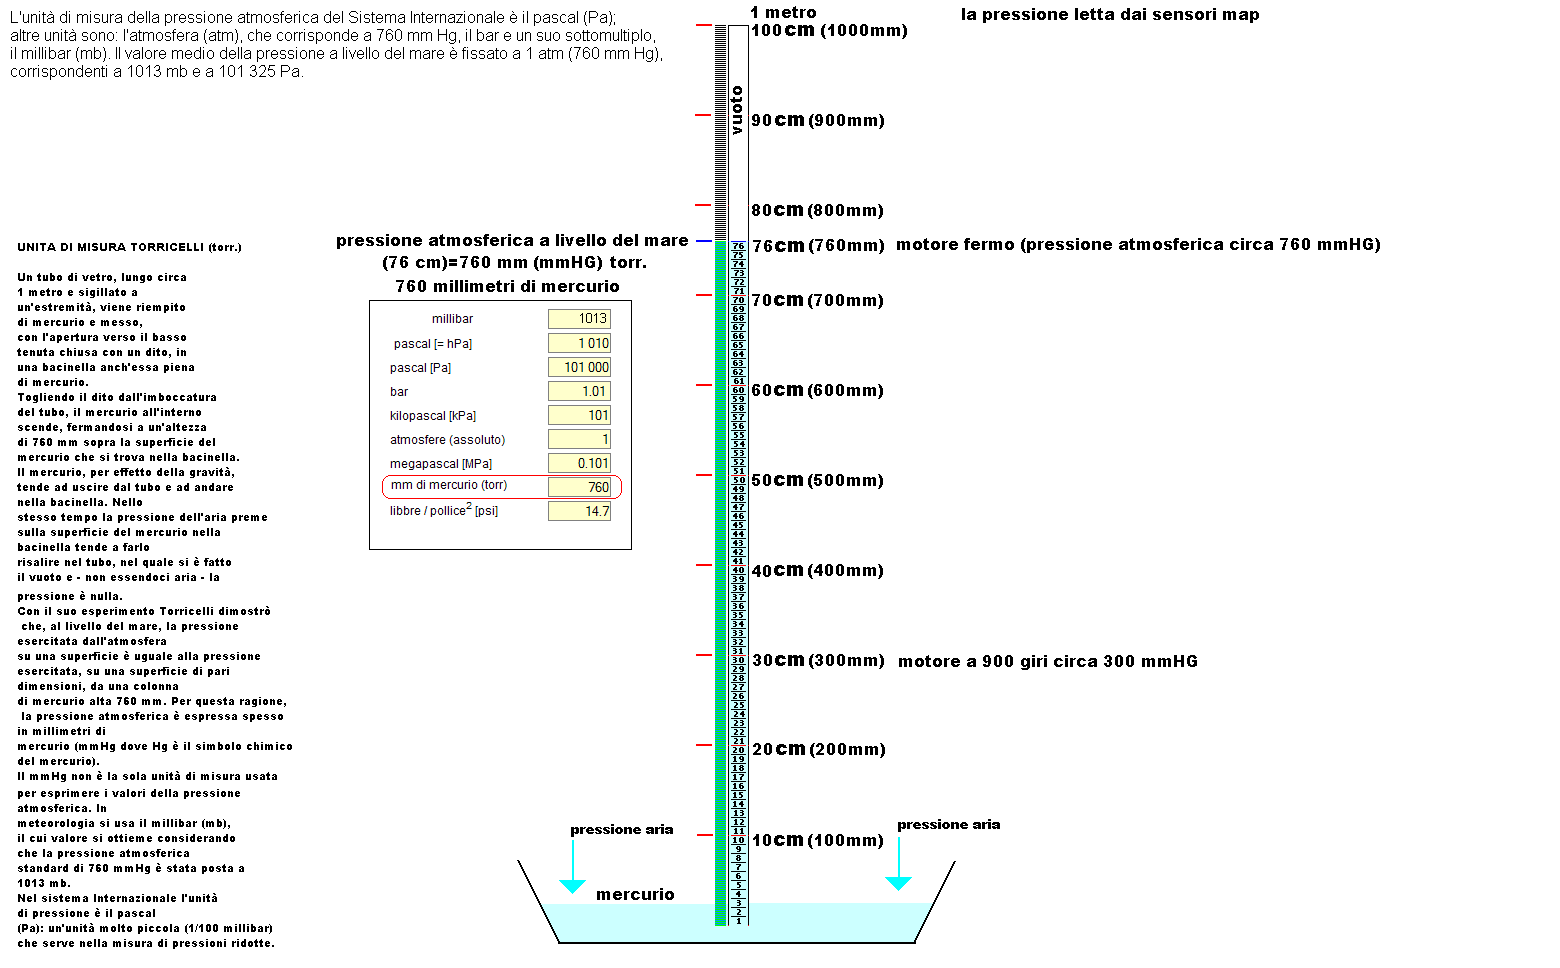 L'unità di misura della pressione atmosferica del Sistema Internazionale è il pascal (Pa);
altre unità sono: l'atmosfera (atm), che corrisponde a 760 mm Hg, il bar e un suo sottomultiplo,
il millibar (mb). Il valore medio della pressione a livello del mare è fissato a 1 atm (760 mm Hg),
corrispondenti a 1013 mb e a 101 325 Pa.
la pressione letta dai sensori map
UNITA DI MISURA TORRICELLI (torr.)
Un tubo di vetro, lungo circa
1 metro e sigillato a
un'estremità, viene riempito
di mercurio e messo,
con l'apertura verso il basso
tenuta chiusa con un dito, in
una bacinella anch'essa piena
di mercurio.
Togliendo il dito dall'imboccatura
del tubo, il mercurio all'interno
scende, fermandosi a un'altezza
di 760 mm sopra la superficie del
mercurio che si trova nella bacinella.
Il mercurio, per effetto della gravità,
tende ad uscire dal tubo e ad andare
nella bacinella. Nello
stesso tempo la pressione dell'aria preme
sulla superficie del mercurio nella
bacinella tende a farlo
risalire nel tubo, nel quale si è fatto
il vuoto e - non essendoci aria - la
pressione è nulla.
Con il suo esperimento Torricelli dimostrò
che, al livello del mare, la pressione
esercitata dall'atmosfera
su una superficie è uguale alla pressione
esercitata, su una superficie di pari
dimensioni, da una colonna
di mercurio alta 760 mm. Per questa ragione,
la pressione atmosferica è espressa spesso
in millimetri di
mercurio (mmHg dove Hg è il simbolo chimico
del mercurio).
Il mmHg non è la sola unità di misura usata
per esprimere i valori della pressione
atmosferica. In
meteorologia si usa il millibar (mb),
il cui valore si ottieme considerando
che la pressione atmosferica
standard di 760 mmHg è stata posta a
1013 mb.
Nel sistema Internazionale l'unità
di pressione è il pascal
(Pa): un'unità molto piccola (1/100 millibar)
che serve nella misura di pressioni ridotte.
pressione atmosferica a livello del mare
(76 cm)=760 mm (mmHG) torr.
760 millimetri di mercurio
millibar 1013
pascal [= hPa] 1 010
pascal [Pa] 101 000
bar 1.01
kilopascal [kPa] 101
atmosfere (assoluto) 1
megapascal [MPa] 0.101
mm di mercurio (torr) 760
libbre / pollice2 [psi] 14.7
1 metro
100cm (1000mm)
vuoto
90cm (900mm)
80cm (800mm)
76cm (760mm) motore fermo (pressione atmosferica circa 760 mmHG)
70cm (700mm)
60cm (600mm)
50cm (500mm)
40cm (400mm)
30cm (300mm) motore a 900 giri circa 300 mmHG
20cm (200mm)
10cm (100mm)
76
75
74
73
72
71
70
69
68
67
66
65
64
63
62
61
60
59
58
57
56
55
54
53
52
51
50
49
48
47
46
45
44
43
42
41
40
39
38
37
36
35
34
33
32
31
30
29
28
27
26
25
24
23
22
21
20
19
18
17
16
15
14
13
12
11
10
9
8
7
6
5
4
3
2
1
pressione aria
pressione aria
mercurio